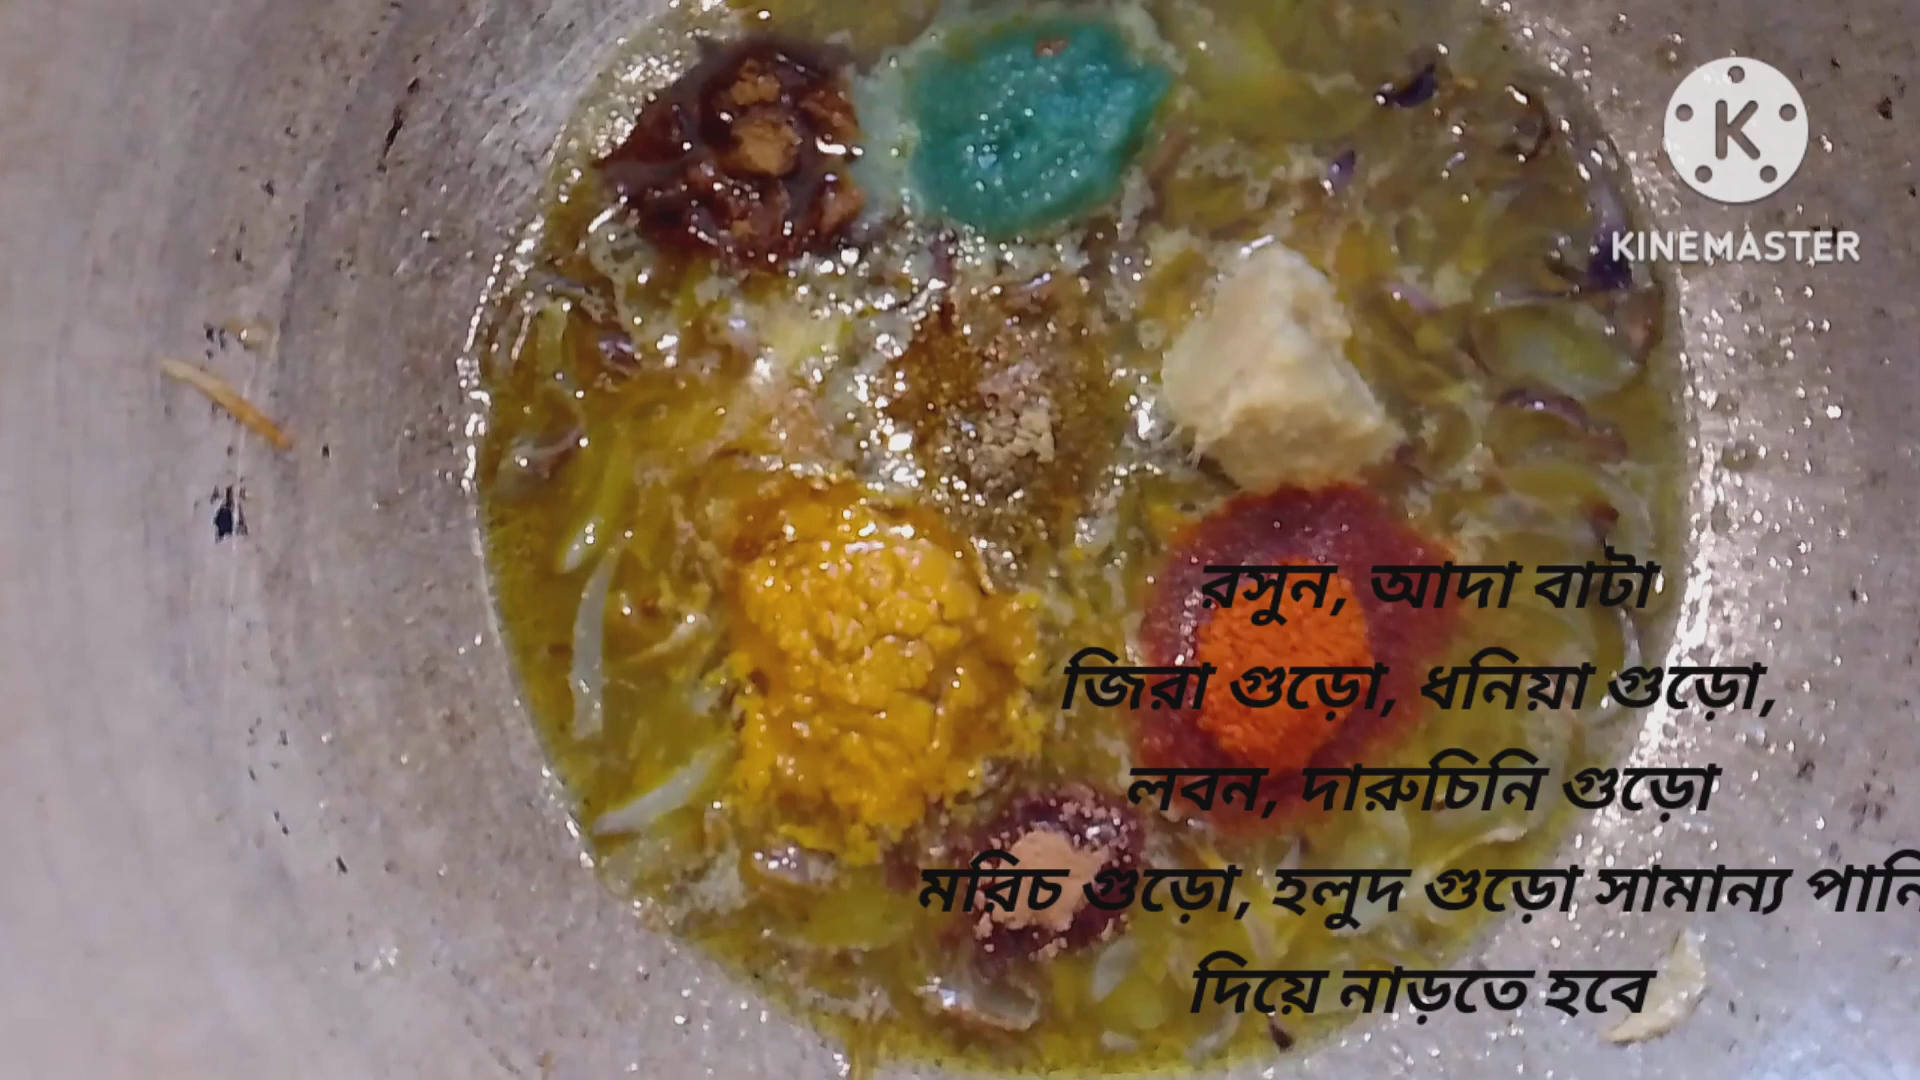 KINEMASTER
রসুন, আদা বাটা
জিরা গুড়ো, ধনিয়া গুড়ো,
লবন, দারুচিনি গুড়ো
মরিচ গুড়ো, হলুদ গুড়ো সামান্য পানি
দিয়ে নাড়তে হবে